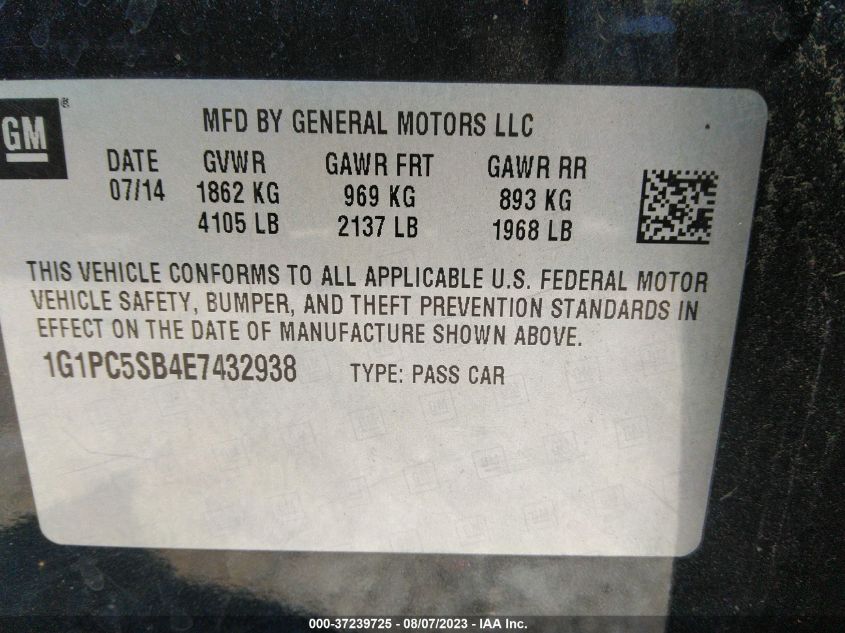 GM ®
MFD BY GENERAL MOTORS LLC
DATE GVWR GAWR FRT GAWR RR
07/14 1862 KG 969 KG 893 KG
4105 LB 2137 LB 1968 LB
THIS VEHICLE CONFORMS TO ALL APPLICABLE U.S. FEDERAL MOTOR
VEHICLE SAFETY, BUMPER, AND THEFT PREVENTION STANDARDS IN
EFFECT ON THE DATE OF MANUFACTURE SHOWN ABOVE.
1G1PC5SB4E7432938 TYPE: PASS CAR
000-37239725 - 08/07/2023 - IAA Inc.